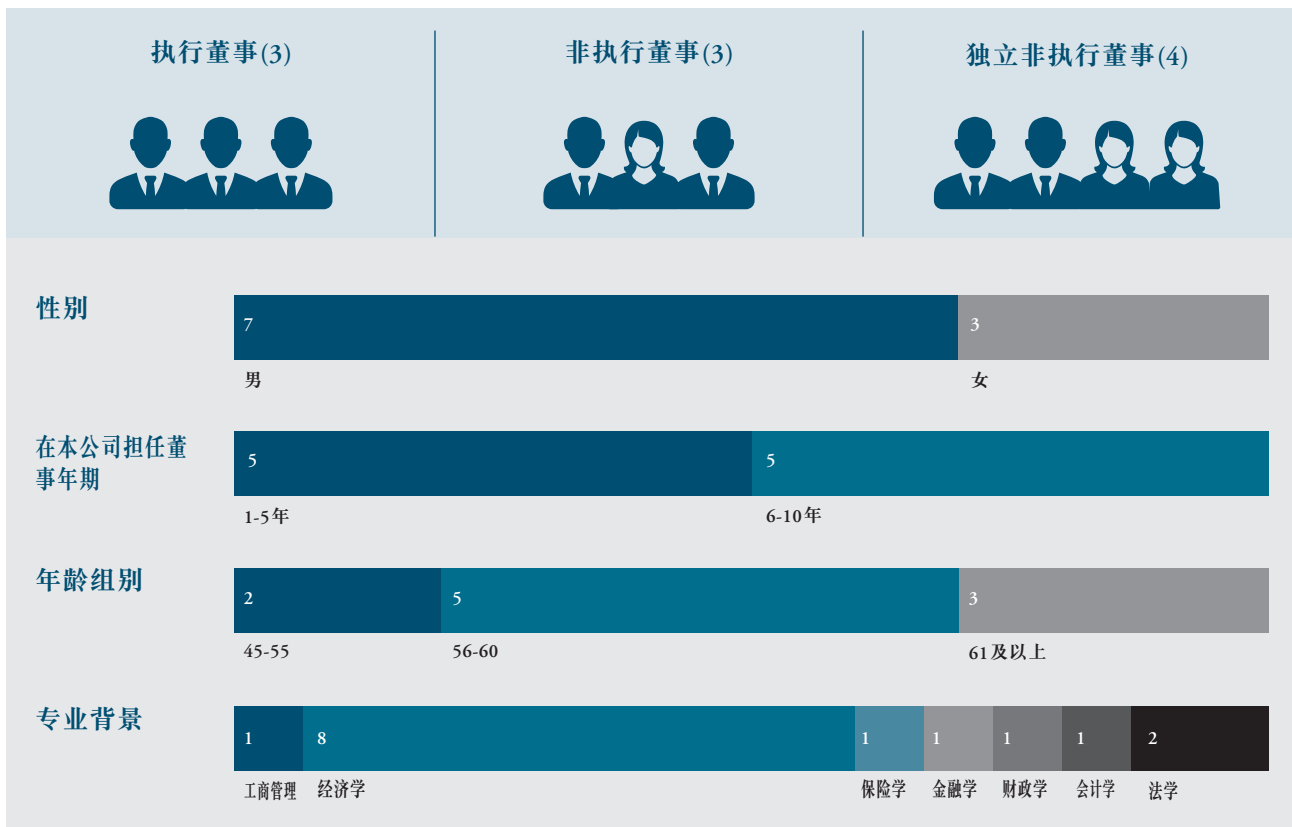 执行董事(3)
非执行董事(3)
独立非执行董事(4)
性别
7
3
男
女
在本公司担任董
事年期
5
5
1-5年
6-10年
年龄组别
2
5
3
45-55
56-60
61及以上
专业背景
1
8
1
1
1
1
2
工商管理
经济学
保险学
金融学
财政学
会计学
法学